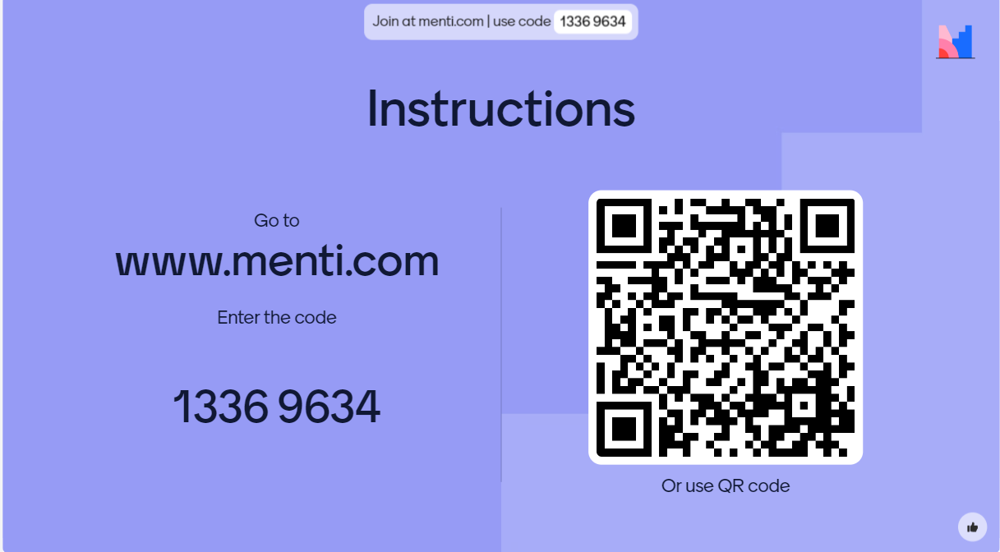 Join at menti.com | use code 1336 9634
Instructions
Go to
www.menti.com
Enter the code
1336 9634
Or use QR code